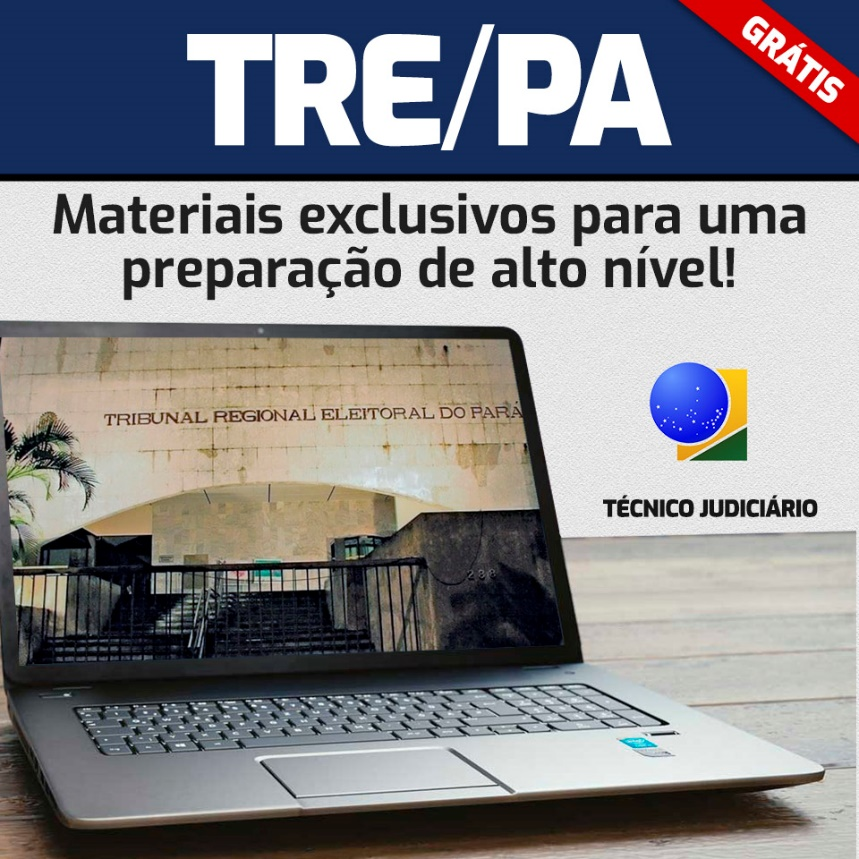 TRE/PA
GRÁTIS
Materiais exclusivos para uma
preparação de alto nível!
TRIBUNAL REGIONAL ELEITORAL DO PARÁ
TÉCNICO JUDICIÁRIO